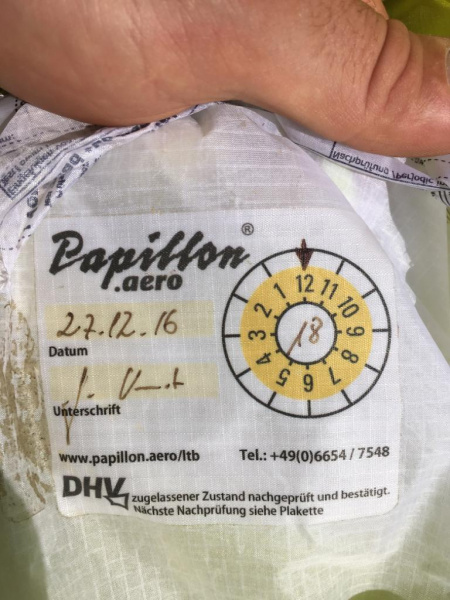 Nachprüfung / Periodic
Papillon®
.aero
27.12.16
Datum
Unterschrift
12 11 10 9 8 7 6 5 4 3 2 1
18
www.papillon.aero/ltb
Tel.: +49(0)6654 / 7548
DHV zugelassener Zustand nachgeprüft und bestätigt.
Nächste Nachprüfung siehe Plakette